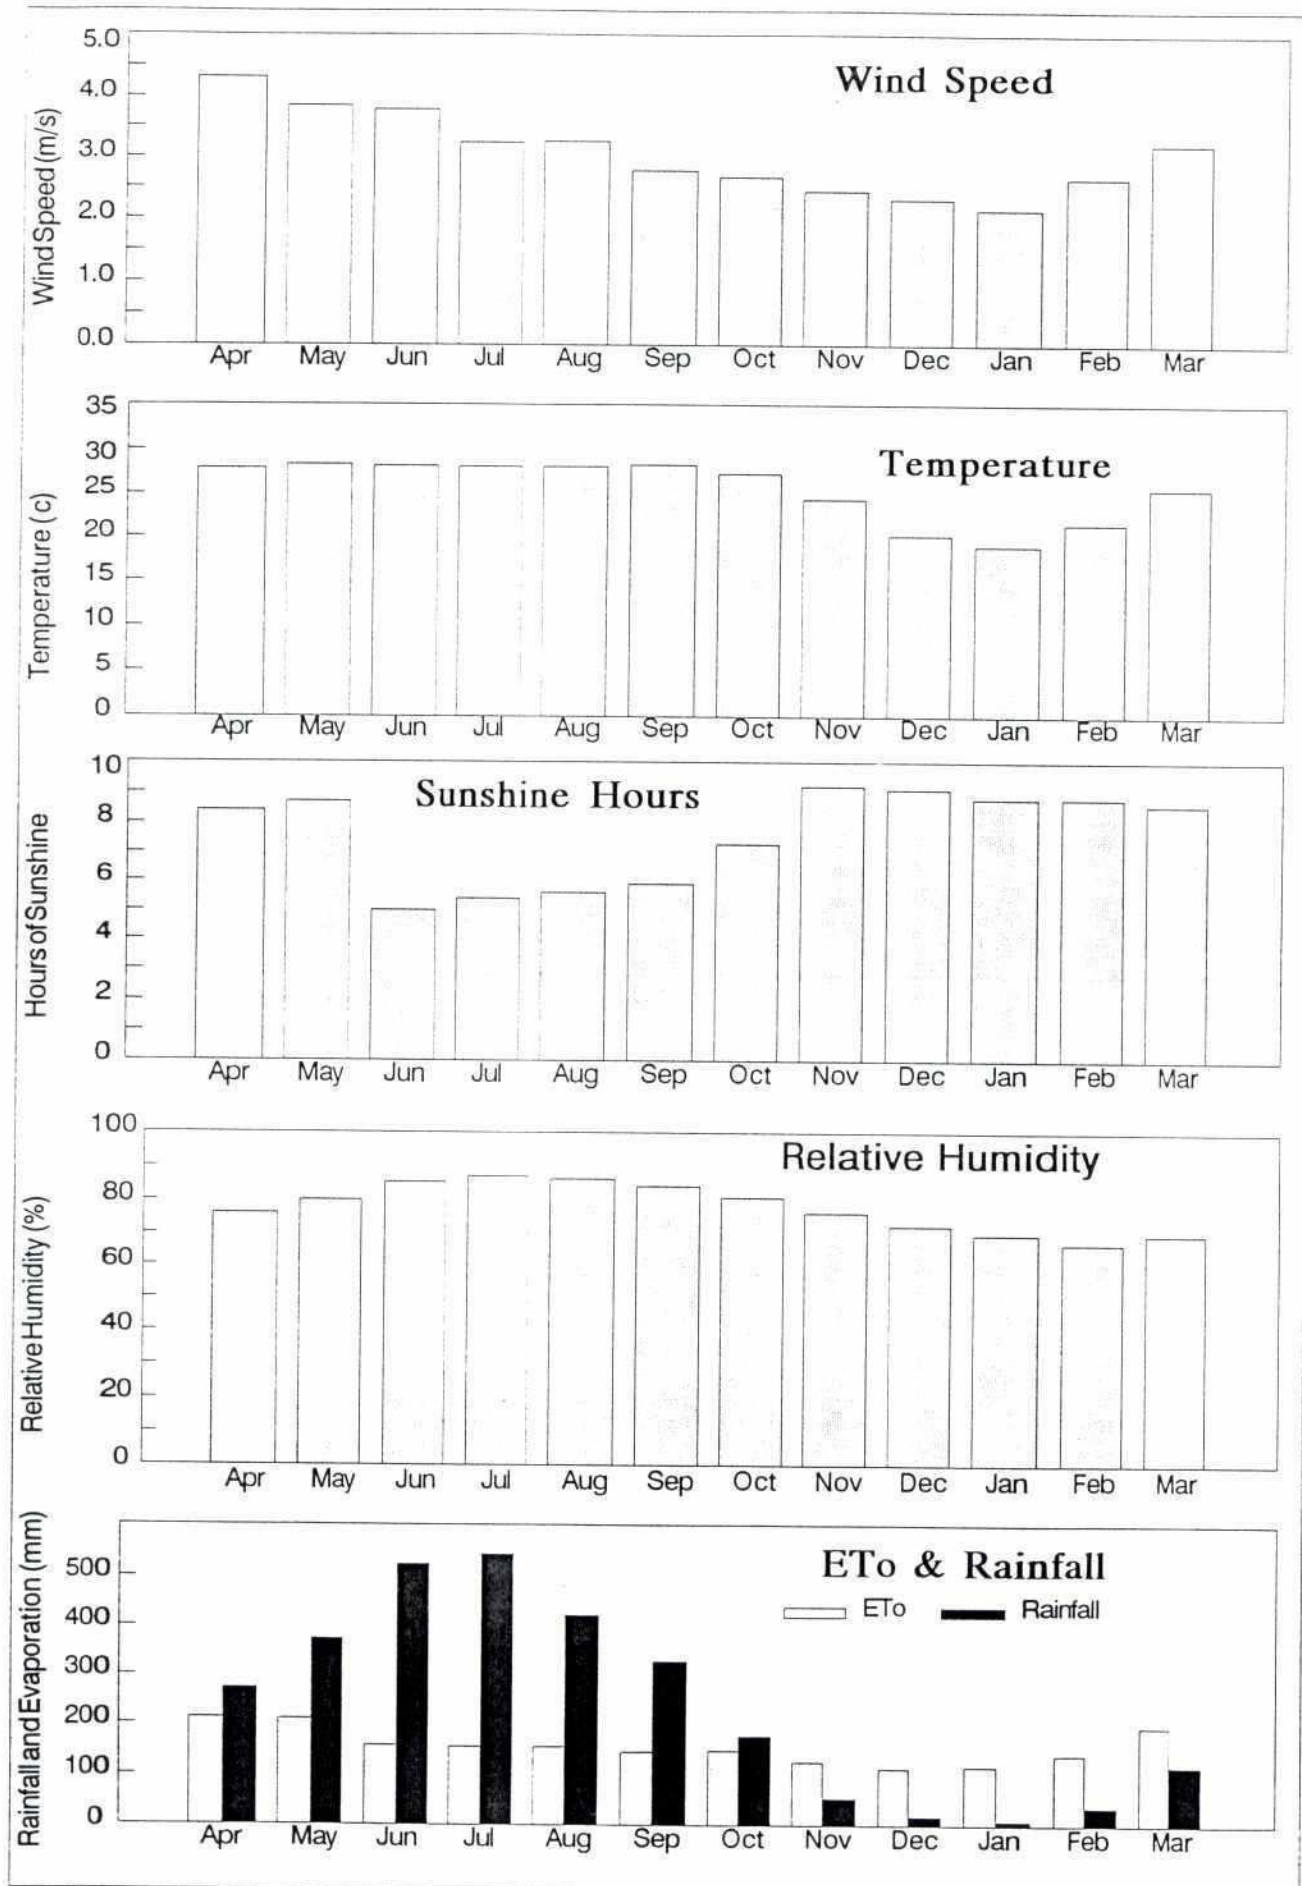 Wind Speed
Wind Speed (m/s)
5.0
4.0
3.0
2.0
1.0
0.0
Apr May Jun Jul Aug Sep Oct Nov Dec Jan Feb Mar
Temperature
Temperature (c)
35
30
25
20
15
10
5
0
Apr May Jun Jul Aug Sep Oct Nov Dec Jan Feb Mar
Sunshine Hours
Hours of Sunshine
10
8
6
4
2
0
Apr May Jun Jul Aug Sep Oct Nov Dec Jan Feb Mar
Relative Humidity
Relative Humidity (%)
100
80
60
40
20
0
Apr May Jun Jul Aug Sep Oct Nov Dec Jan Feb Mar
ETo & Rainfall
ETo Rainfall
Rainfall and Evaporation (mm)
500
400
300
200
100
0
Apr May Jun Jul Aug Sep Oct Nov Dec Jan Feb Mar